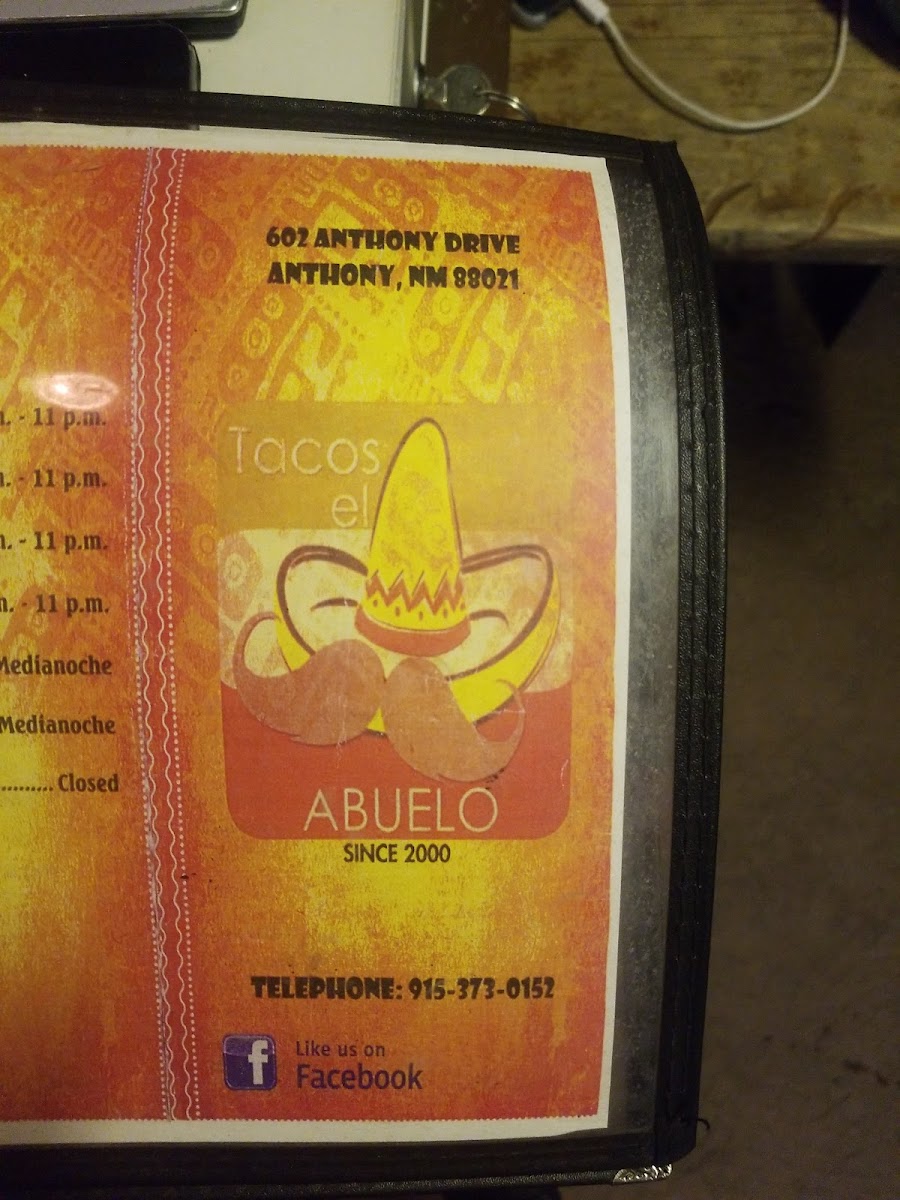 602 ANTHONY DRIVE
ANTHONY, NM 88021
Tacos
el
ABUELO
SINCE 2000
TELEPHONE: 915-373-0152
f Like us on
Facebook
. - 11 p.m.
. - 11 p.m.
. - 11 p.m.
. - 11 p.m.
Medianoche
Medianoche
.......... Closed